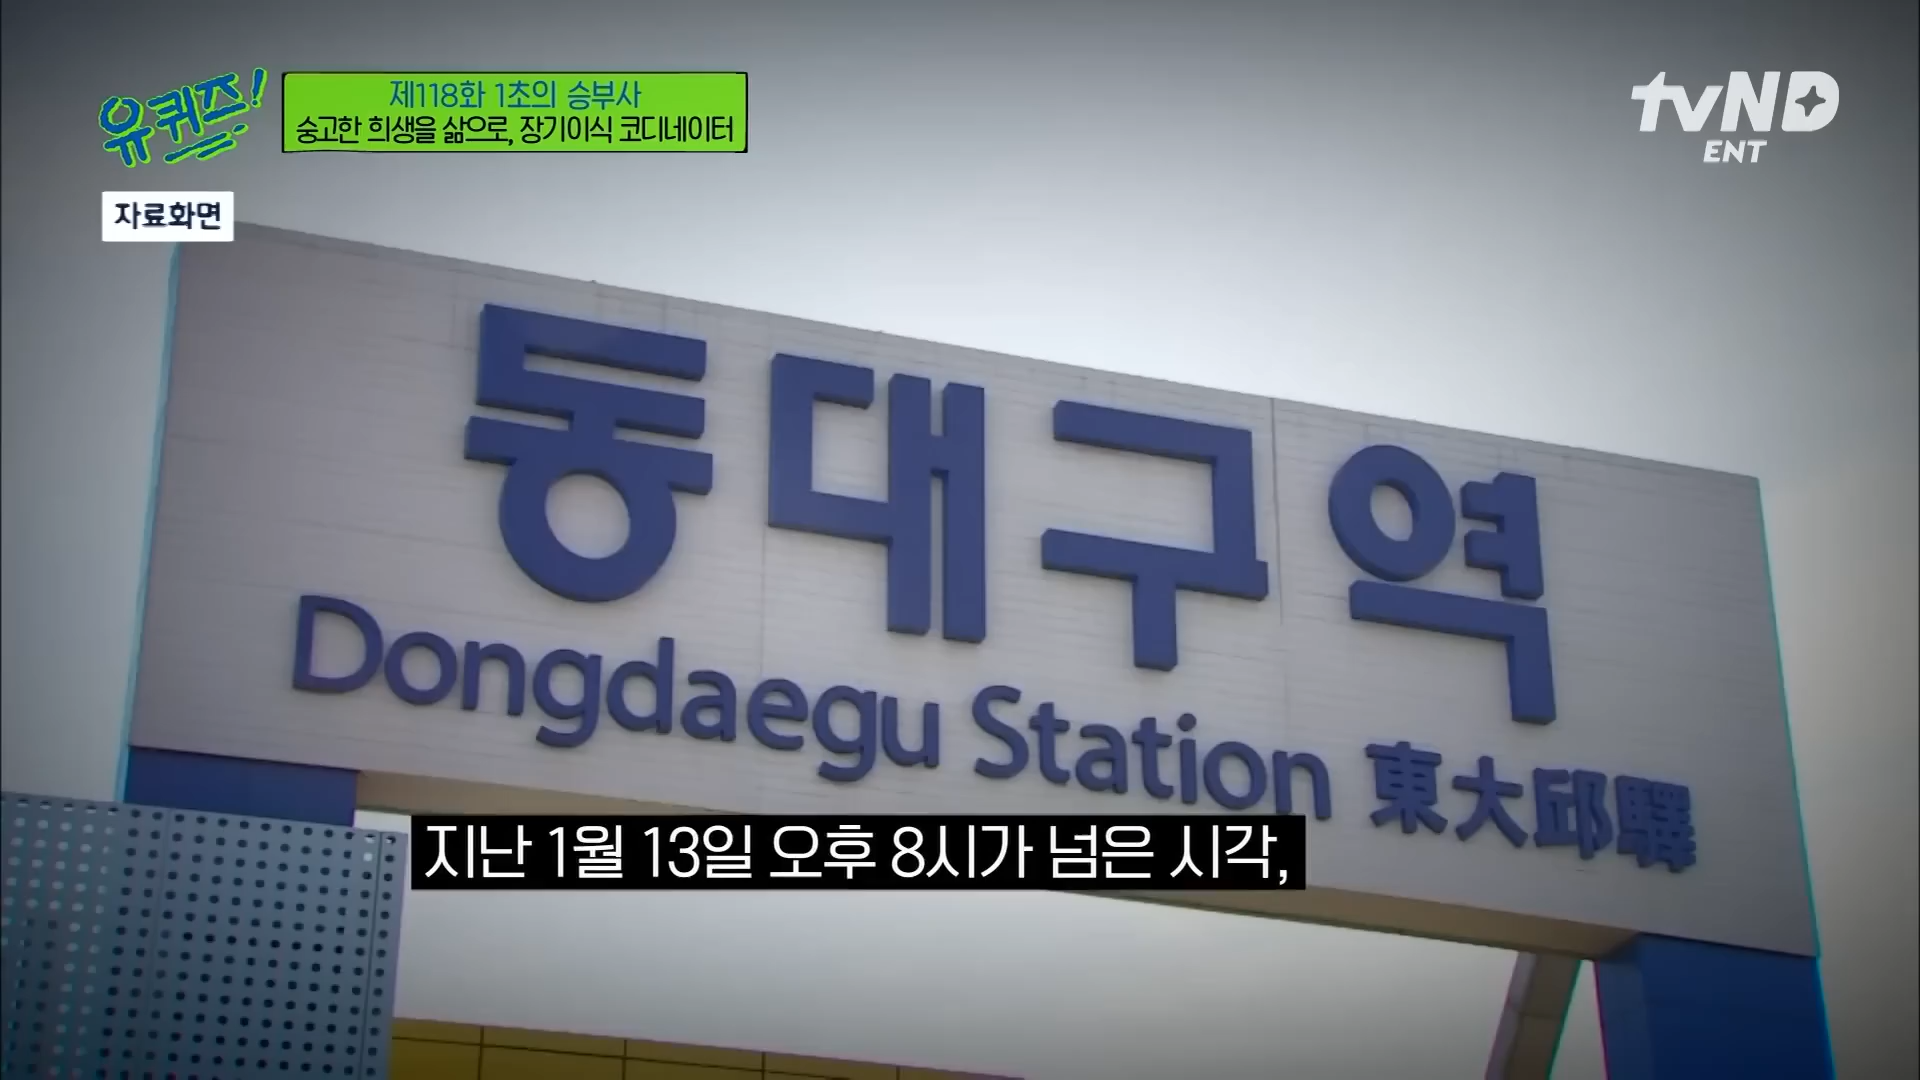 유퀴즈!
제118화 1초의 승부사
숭고한 희생을 삶으로, 장기이식 코디네이터
tvN D
ENT
자료화면
동대구역
Dongdaegu Station 東大邱驛
지난 1월 13일 오후 8시가 넘은 시각,